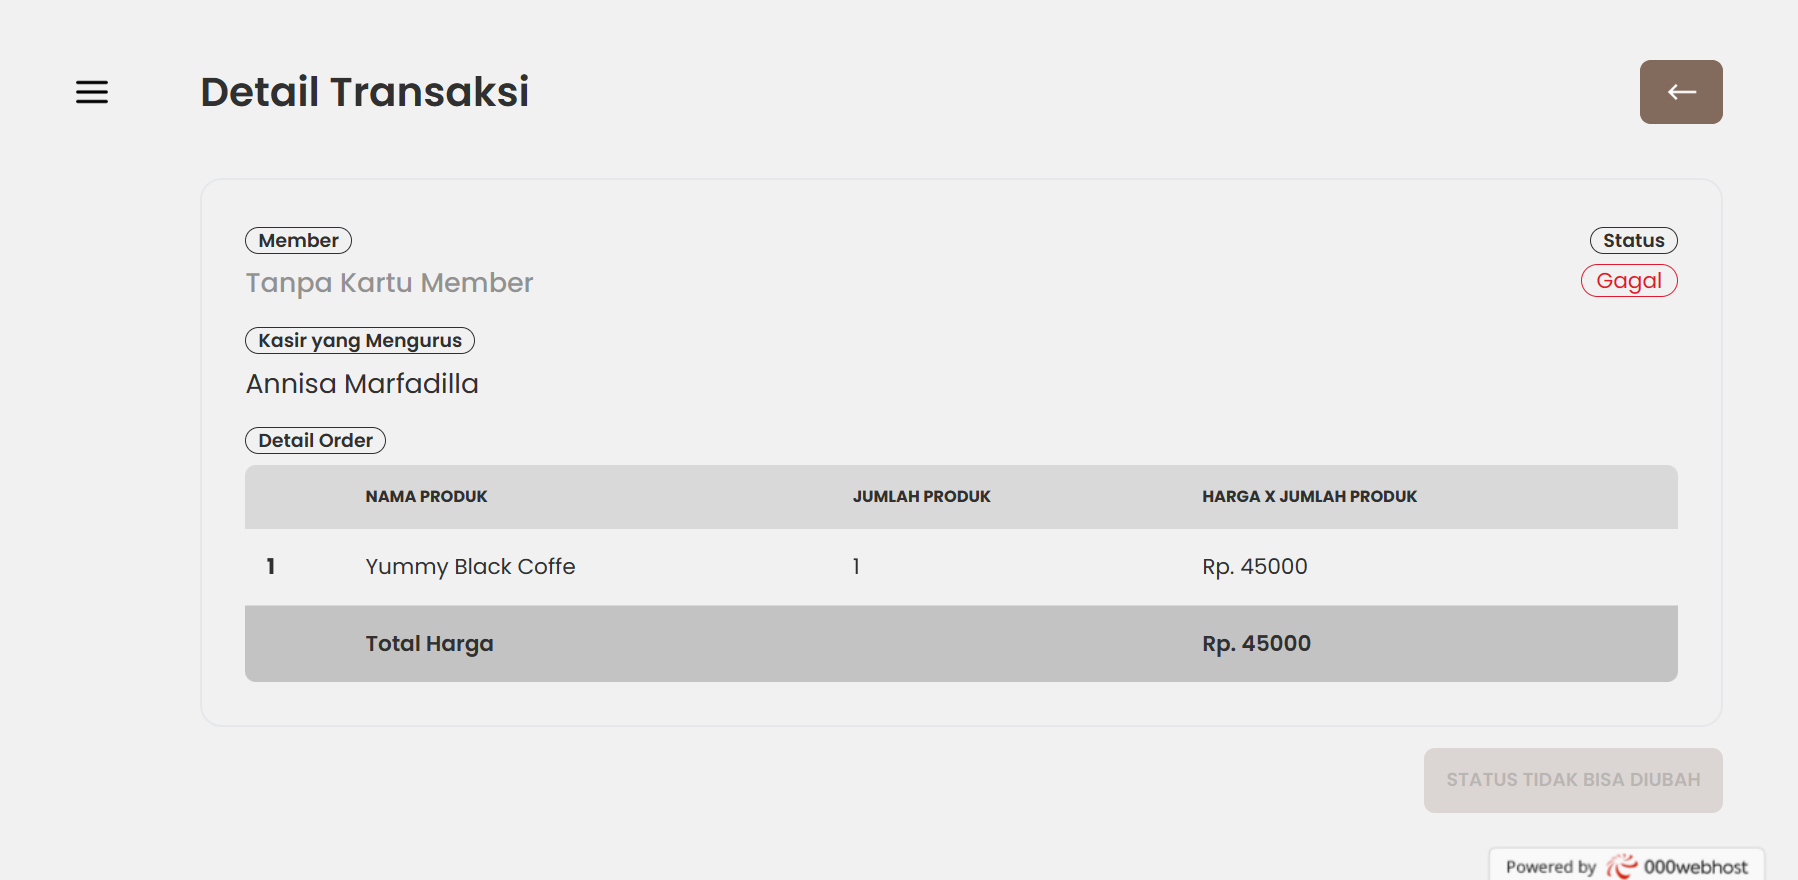 Detail Transaksi
Member
Status
Tanpa Kartu Member
Gagal
Kasir yang Mengurus
Annisa Marfadilla
Detail Order
NAMA PRODUK JUMLAH PRODUK HARGA X JUMLAH PRODUK
1 Yummy Black Coffe 1 Rp. 45000
Total Harga Rp. 45000
STATUS TIDAK BISA DIUBAH
Powered by 000webhost